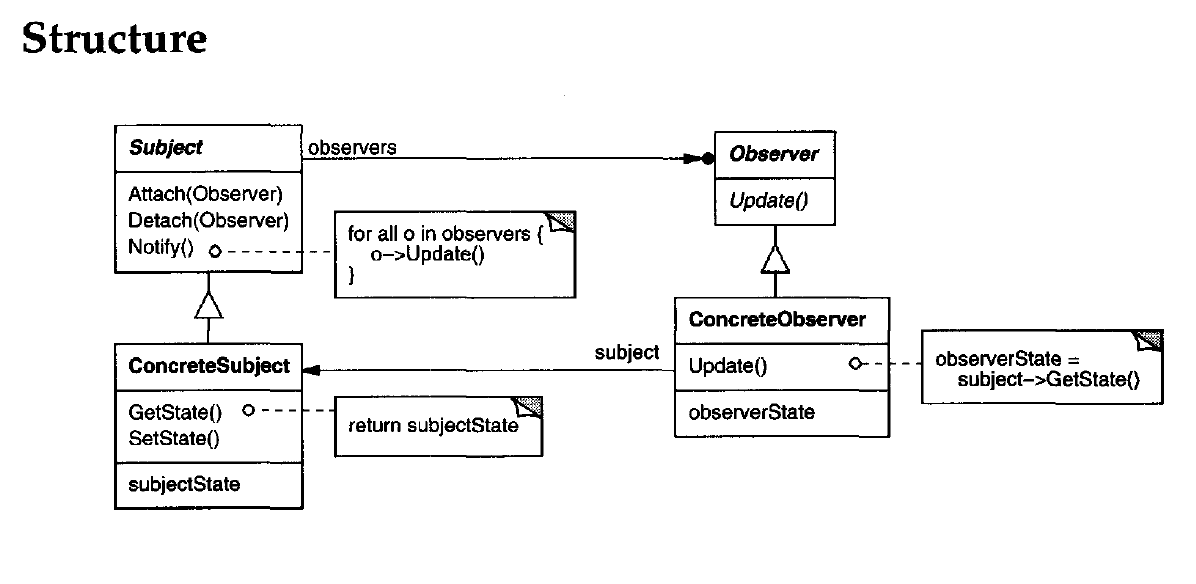 Structure
Subject
Attach(Observer)
Detach(Observer)
Notify()
observers
for all o in observers {
o->Update()
}
Observer
Update()
ConcreteSubject
GetState()
SetState()
subjectState
return subjectState
subject
ConcreteObserver
Update()
observerState
observerState =
subject->GetState()